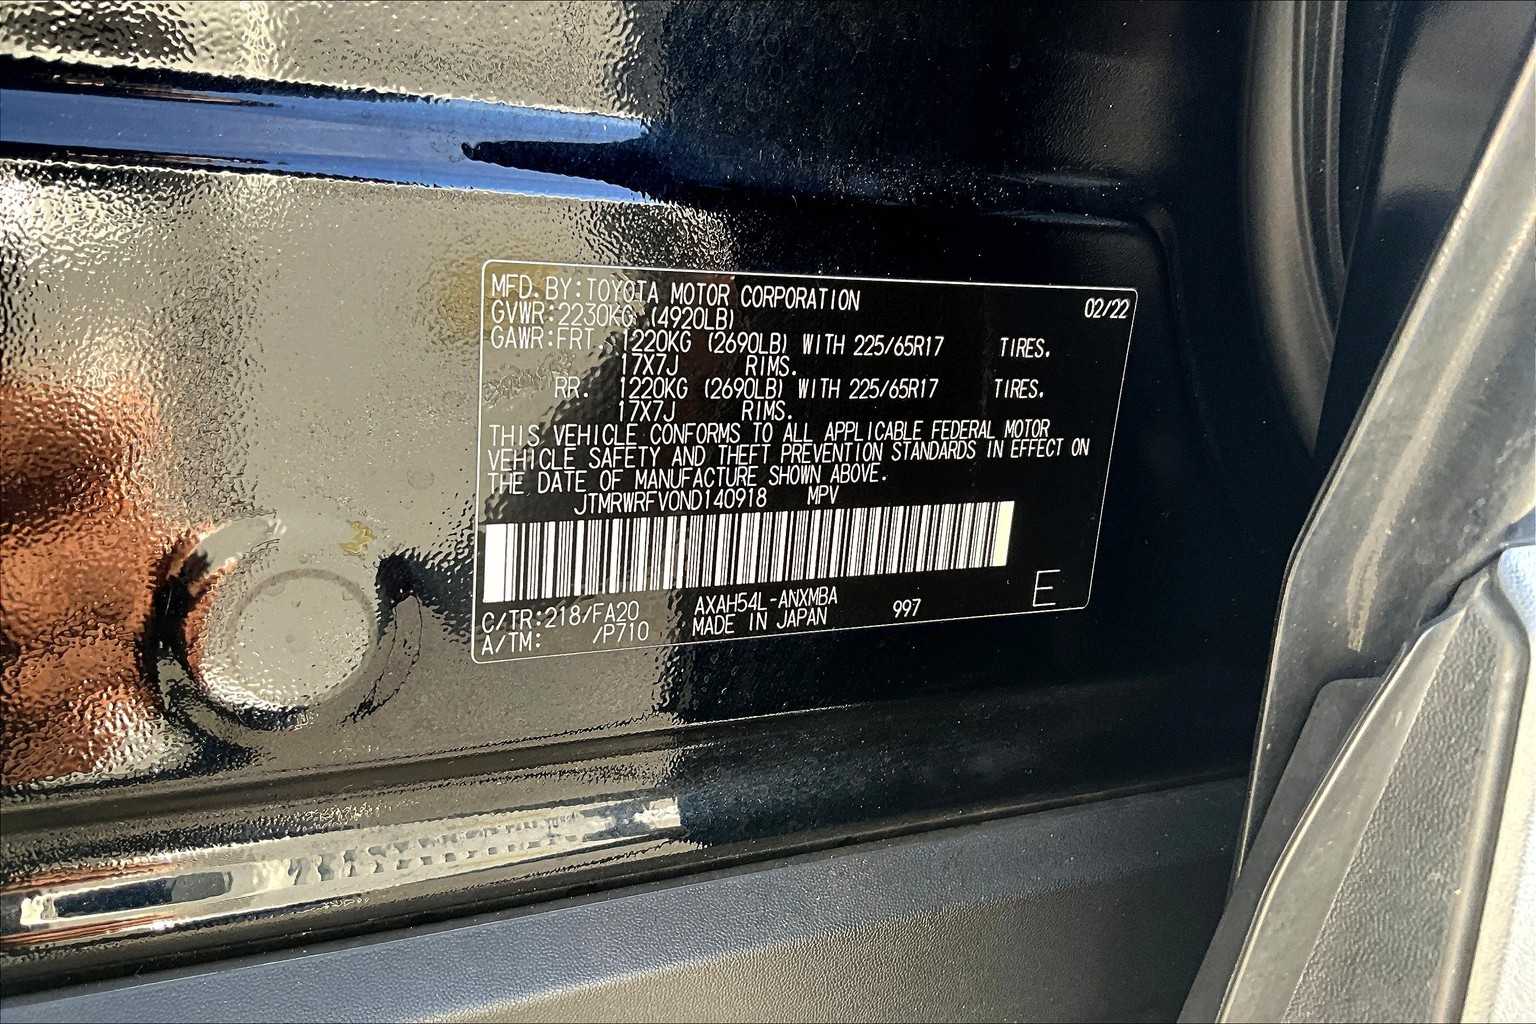 MFD. BY:TOYOTA MOTOR CORPORATION 02/22
GVWR:2230KG (4920LB)
GAWR:FRT. 1220KG (2690LB) WITH 225/65R17 TIRES.
17X7J RIMS.
RR. 1220KG (2690LB) WITH 225/65R17 TIRES.
17X7J RIMS.
THIS VEHICLE CONFORMS TO ALL APPLICABLE FEDERAL MOTOR
VEHICLE SAFETY AND THEFT PREVENTION STANDARDS IN EFFECT ON
THE DATE OF MANUFACTURE SHOWN ABOVE.
JTMRWRFV0ND140918 MPV
C/TR:218/FA20 AXAH54L-ANXMBA 997 E
A/TM: /P710 MADE IN JAPAN